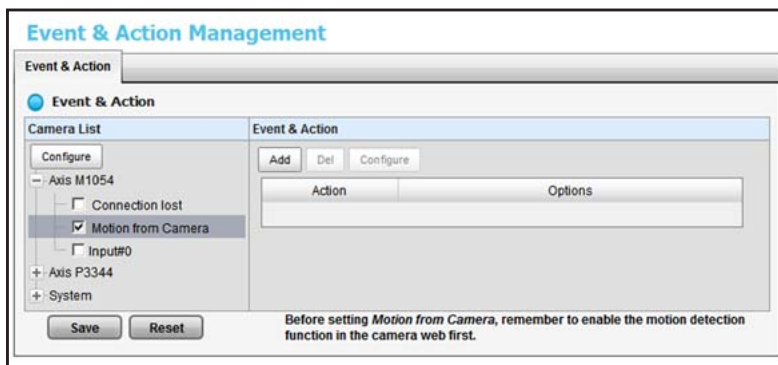 Event & Action Management
Event & Action
Event & Action
Camera List
Event & Action
Configure
Add Del Configure
Axis M1054
Action Options
Connection lost
Motion from Camera
Input#0
Axis P3344
System
Save Reset
Before setting Motion from Camera, remember to enable the motion detection
function in the camera web first.